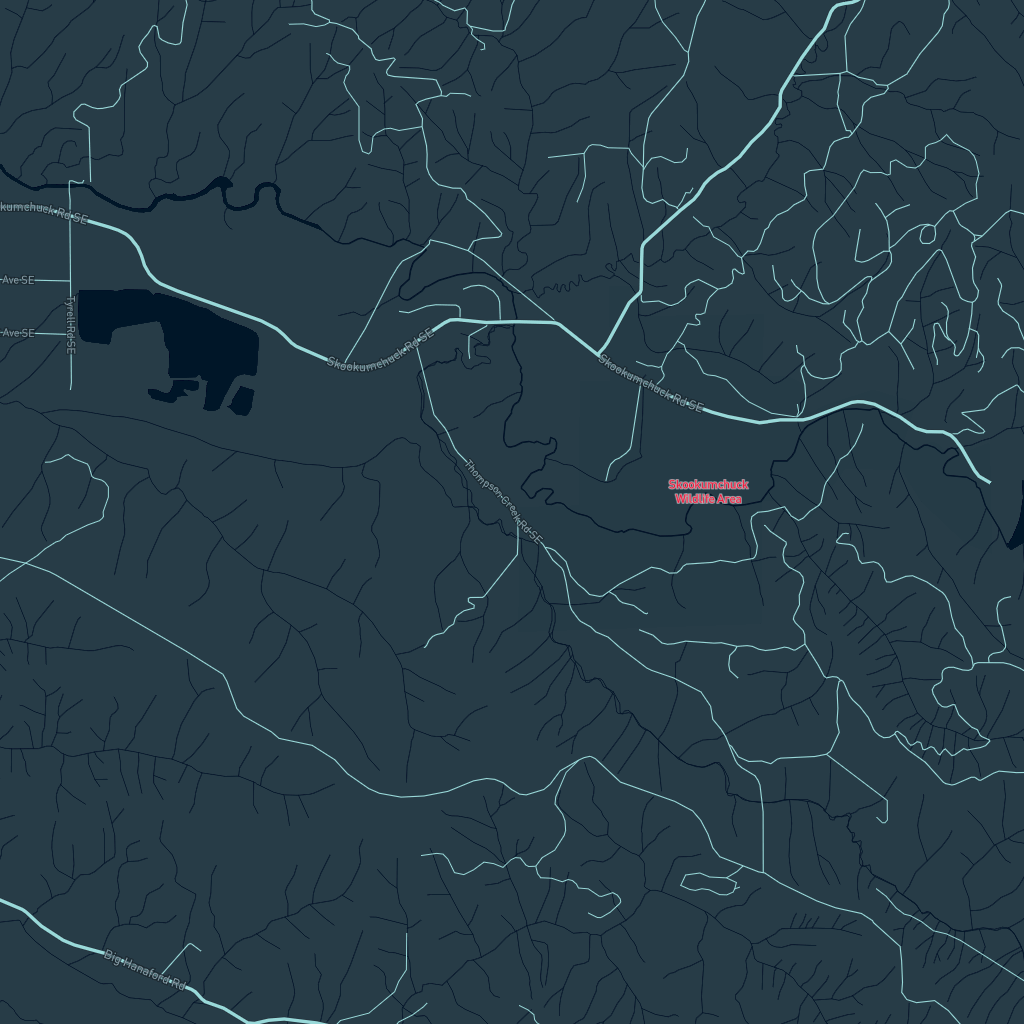 kumchuck Rd SE
Ave SE
Tyrell Rd SE
Ave SE
Skookumchuck Rd SE
Skookumchuck Rd SE
Thompson Creek Rd SE
Skookumchuck
Wildlife Area
Big Hanaford Rd